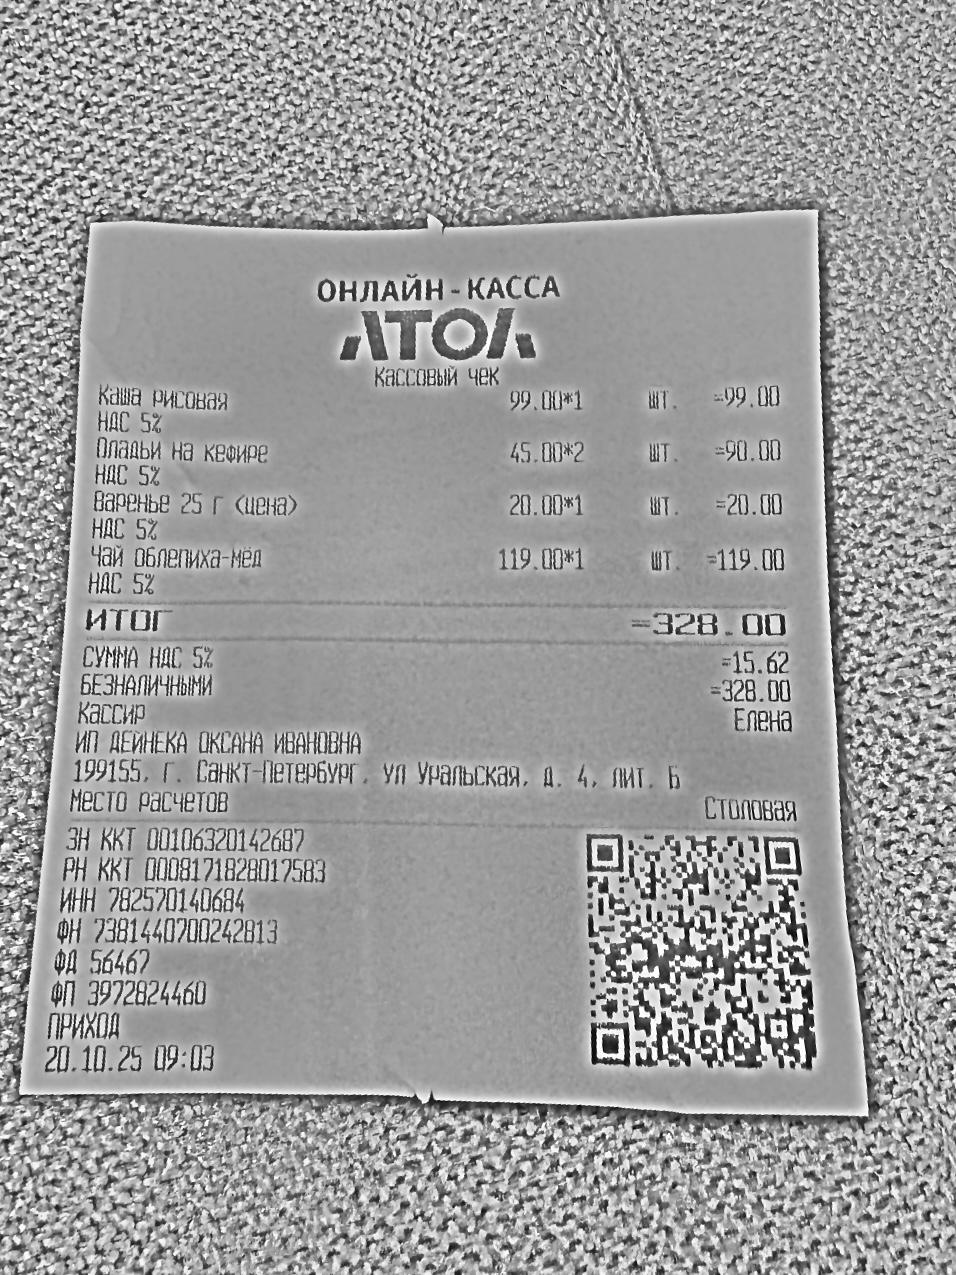 ОНЛАЙН-КАССА
АТОЛ
Кассовый чек
Каша рисовая 99.00*1 шт. =99.00
НДС 5%
Оладьи на кефире 45.00*2 шт. =90.00
НДС 5%
Варенье 25 г (цена) 20.00*1 шт. =20.00
НДС 5%
Чай облепиха-мёд 119.00*1 шт. =119.00
НДС 5%
ИТОГ =328.00
СУММА НДС 5% =15.62
БЕЗНАЛИЧНЫМИ =328.00
Кассир Елена
ИП ДЕЙНЕКА ОКСАНА ИВАНОВНА
199155, г. Санкт-Петербург, ул Уральская, д. 4, лит. Б
Место расчетов Столовая
ЗН ККТ 00106320142687
РН ККТ 0008171828017583
ИНН 782570140684
ФН 7381440700242813
ФД 56467
ФП 3972824460
ПРИХОД
20.10.25 09:03